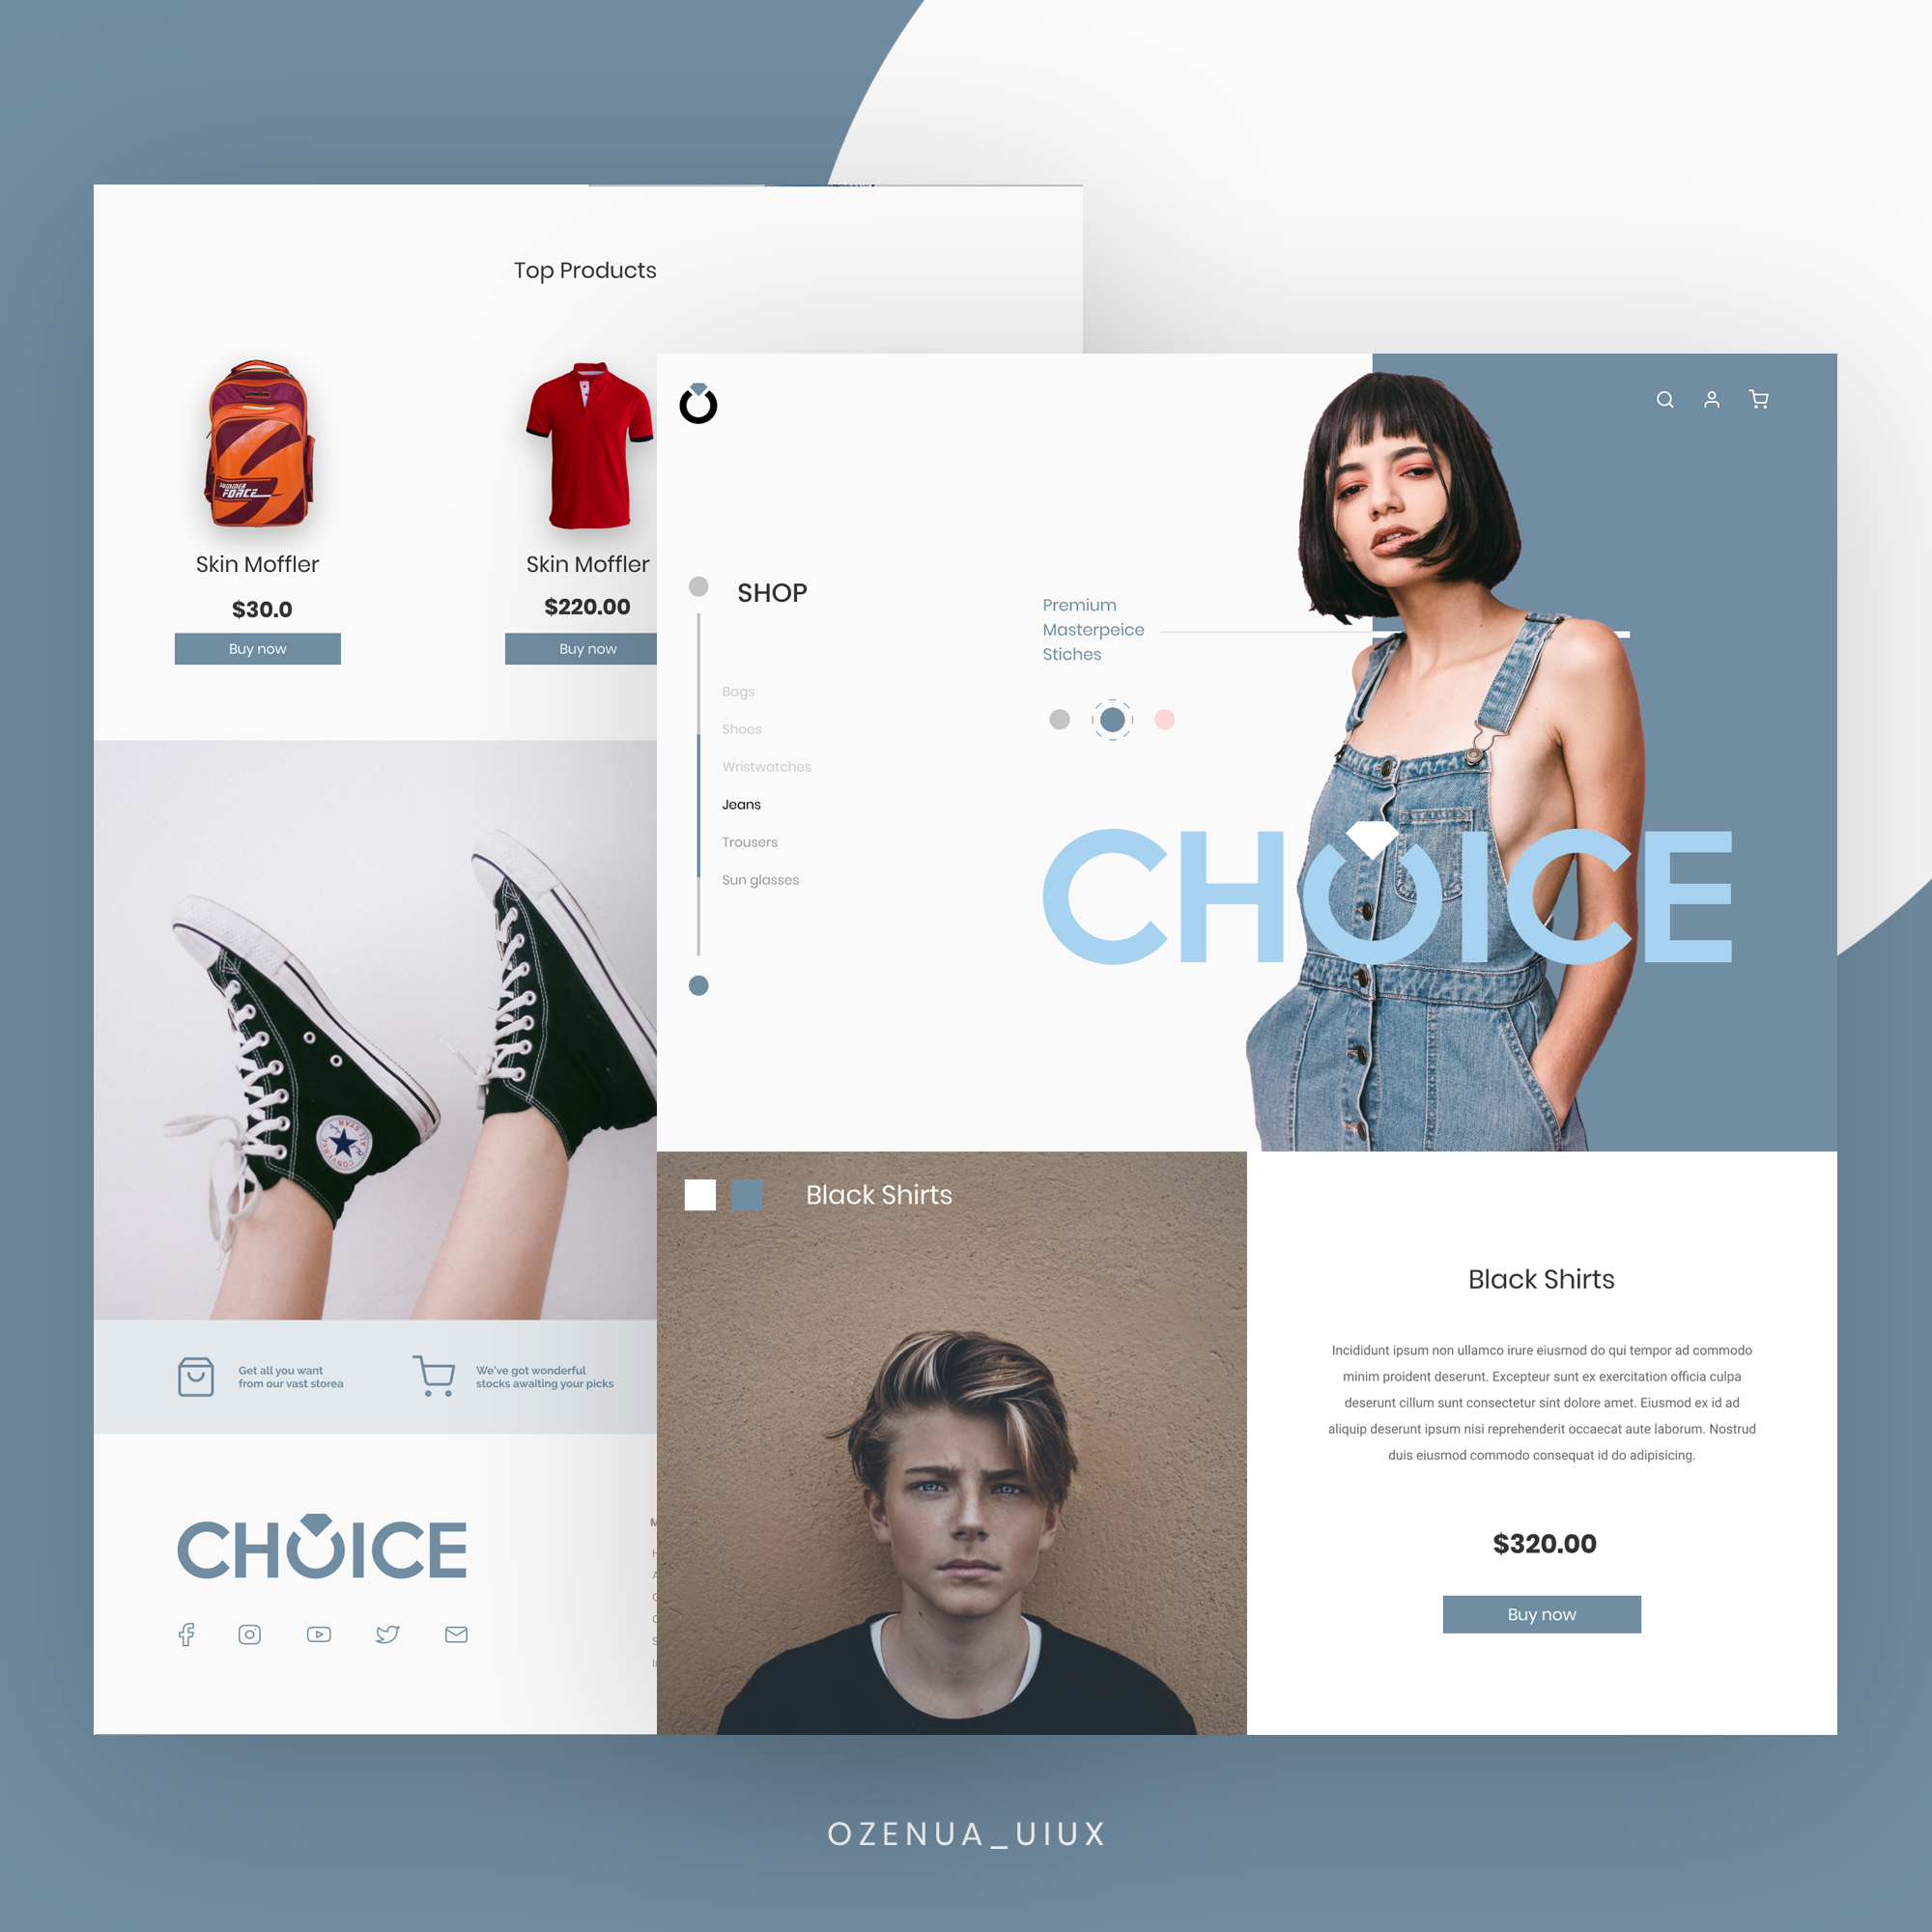 Top Products
SUMMER
FORCE
Skin Moffler
$30.0
Buy now
Skin Moffler
$220.00
Buy now
SHOP
Bags
Shoes
Wristwatches
Jeans
Trousers
Sun glasses
Premium
Masterpeice
Stiches
CHOICE
CONVERSE
ALL STAR
Get all you want
from our vast storea
We've got wonderful
stocks awaiting your picks
CHOICE
Black Shirts
Black Shirts
Incididunt ipsum non ullamco irure eiusmod do qui tempor ad commodo
minim proident deserunt. Excepteur sunt ex exercitation officia culpa
deserunt cillum sunt consectetur sint dolore amet. Eiusmod ex id ad
aliquip deserunt ipsum nisi reprehenderit occaecat aute laborum. Nostrud
duis eiusmod commodo consequat id do adipisicing.
$320.00
Buy now
OZENUA_UIUX